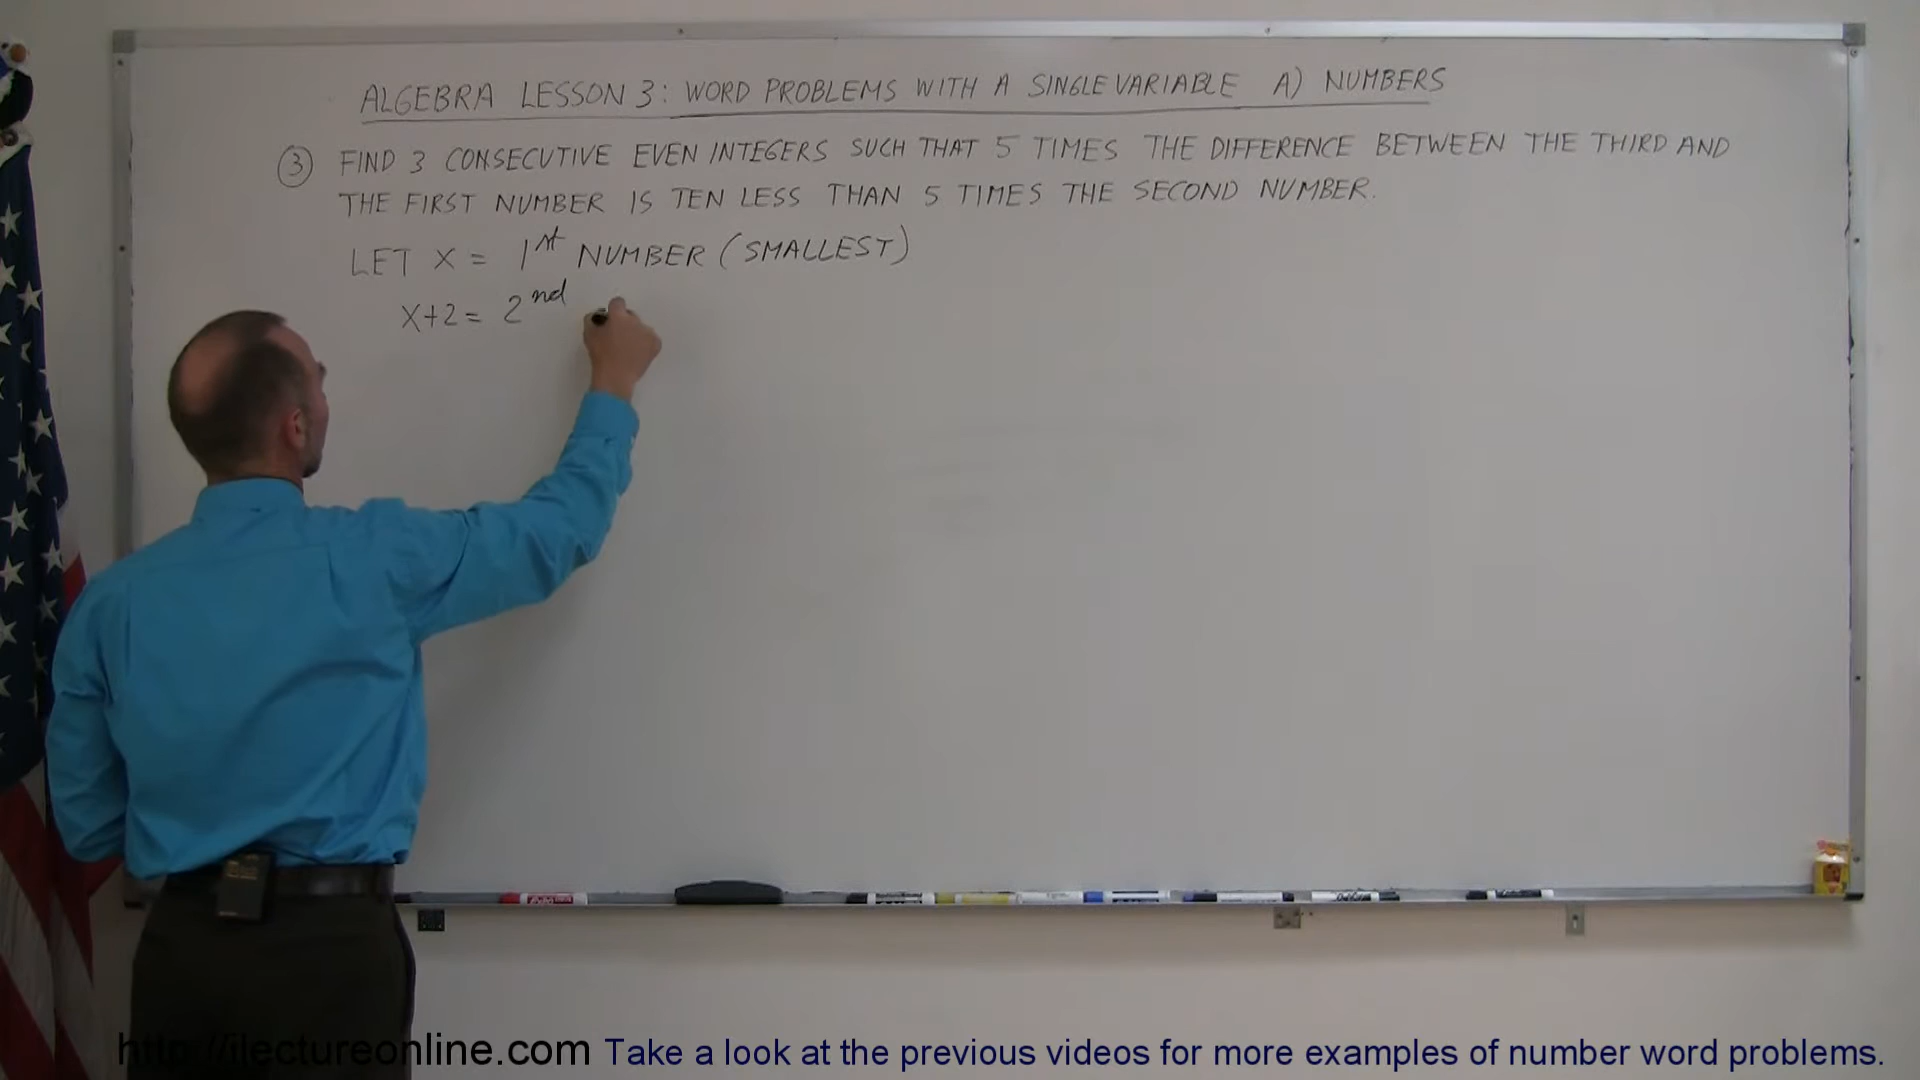 ALGEBRA LESSON 3: WORD PROBLEMS WITH A SINGLE VARIABLE A) NUMBERS
③ FIND 3 CONSECUTIVE EVEN INTEGERS SUCH THAT 5 TIMES THE DIFFERENCE BETWEEN THE THIRD AND
THE FIRST NUMBER IS TEN LESS THAN 5 TIMES THE SECOND NUMBER.
LET X = 1st NUMBER (SMALLEST)
X+2 = 2nd
http://ilectureonline.com Take a look at the previous videos for more examples of number word problems.